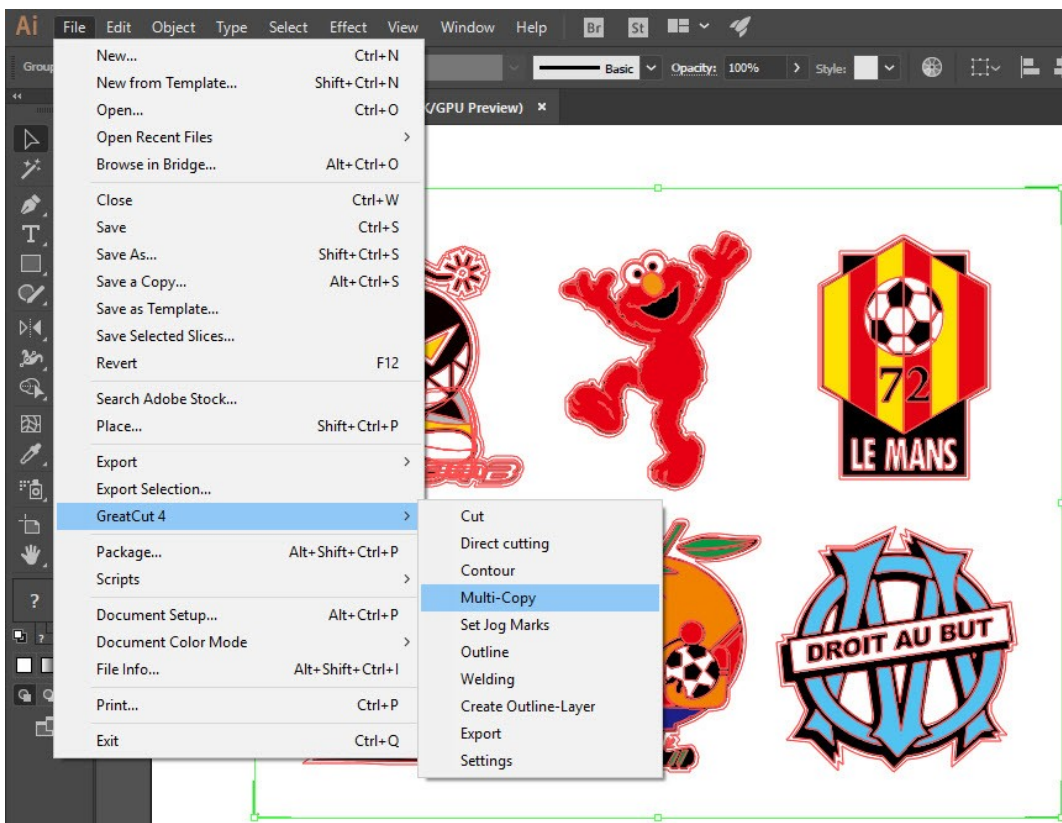 Ai File Edit Object Type Select Effect View Window Help Br St
Group Basic Opacity: 100% Style:
/GPU Preview) ×
New... Ctrl+N
New from Template... Shift+Ctrl+N
Open... Ctrl+O
Open Recent Files
Browse in Bridge... Alt+Ctrl+O
Close Ctrl+W
Save Ctrl+S
Save As... Shift+Ctrl+S
Save a Copy... Alt+Ctrl+S
Save as Template...
Save Selected Slices...
Revert F12
Search Adobe Stock...
Place... Shift+Ctrl+P
Export
Export Selection...
GreatCut 4
Package... Alt+Shift+Ctrl+P
Scripts
Document Setup... Alt+Ctrl+P
Document Color Mode
File Info... Alt+Shift+Ctrl+I
Print... Ctrl+P
Exit Ctrl+Q
Cut
Direct cutting
Contour
Multi-Copy
Set Jog Marks
Outline
Welding
Create Outline-Layer
Export
Settings
72
LE MANS
DROIT AU BUT